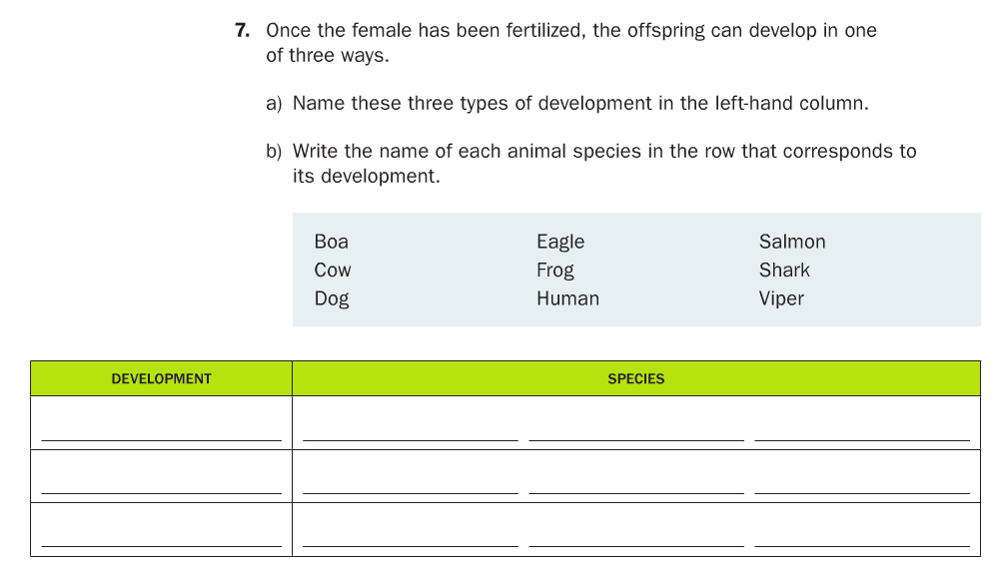 7. Once the female has been fertilized, the offspring can develop in one
of three ways.
a) Name these three types of development in the left-hand column.
b) Write the name of each animal species in the row that corresponds to
its development.
Boa Eagle Salmon
Cow Frog Shark
Dog Human Viper
DEVELOPMENT SPECIES